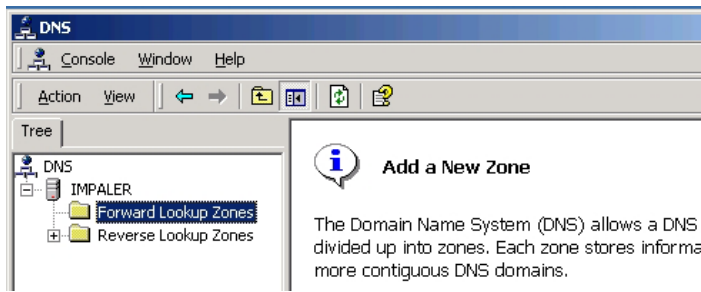 DNS
Console Window Help
Action View
Tree
DNS
IMPALER
Forward Lookup Zones
Reverse Lookup Zones
Add a New Zone
The Domain Name System (DNS) allows a DNS
divided up into zones. Each zone stores informa
more contiguous DNS domains.